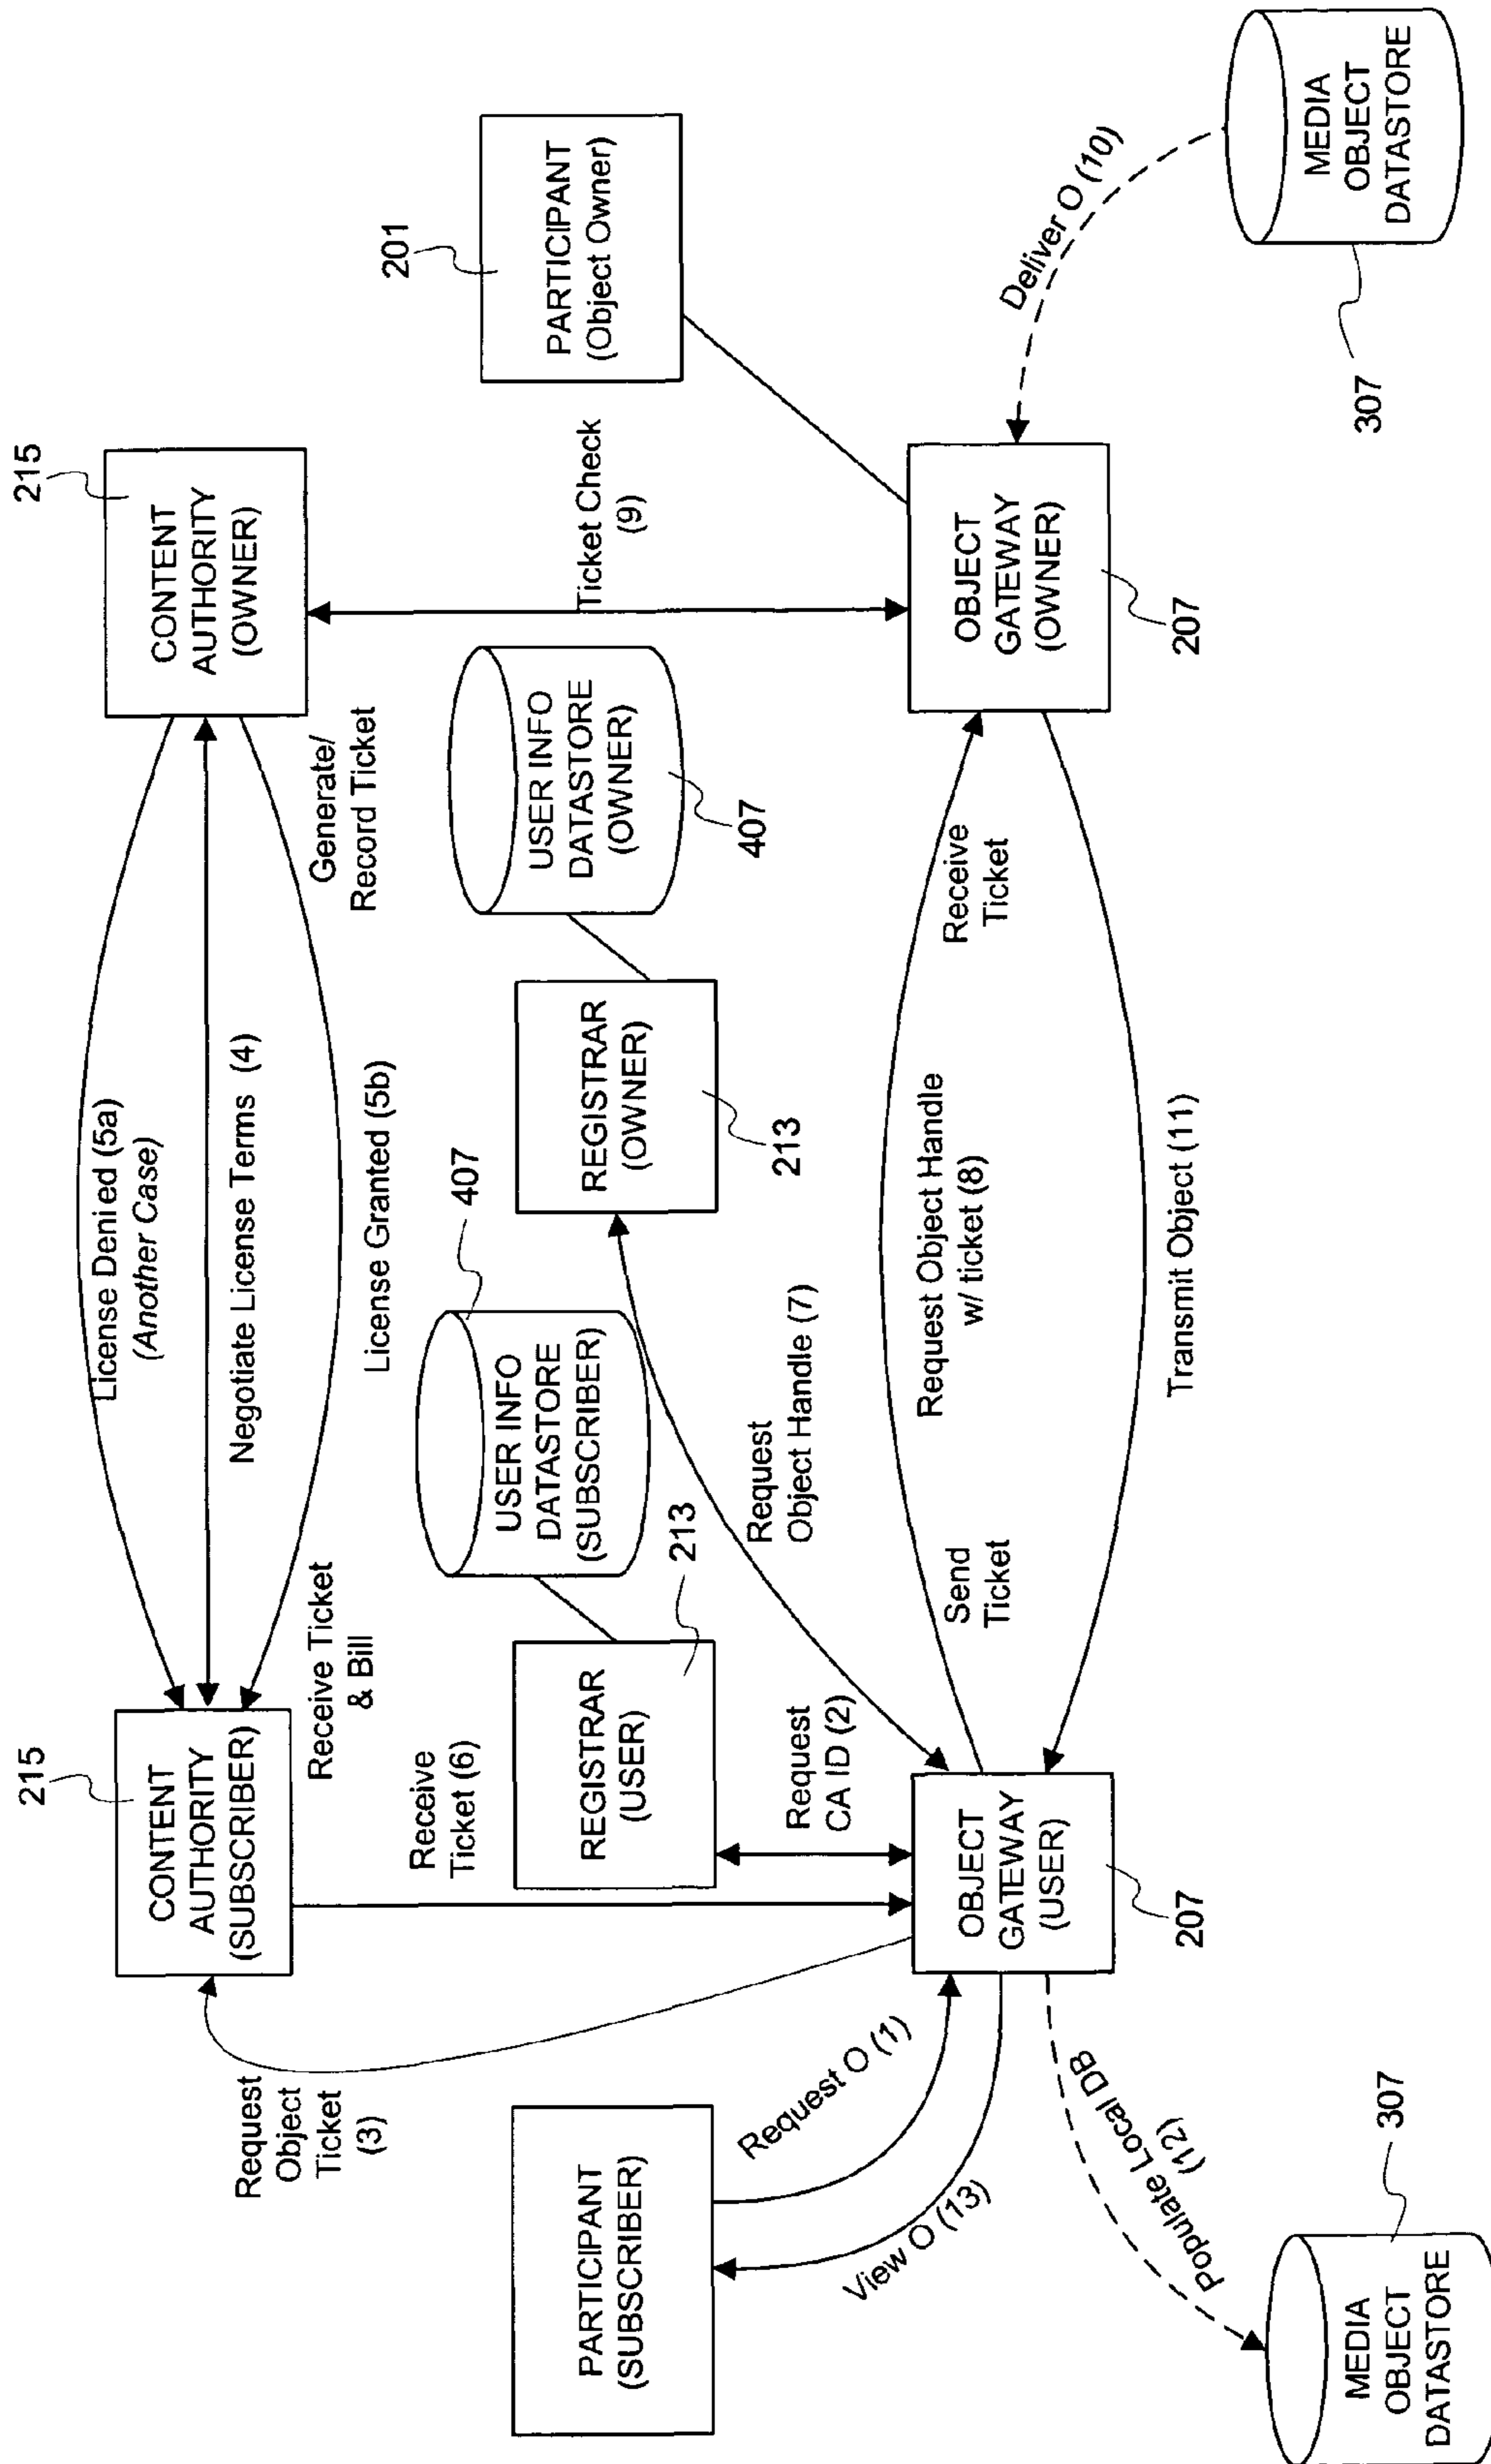 215
CONTENT
AUTHORITY
(SUBSCRIBER)
License Denied (5a)
(Another Case)
Negotiate License Terms (4)
License Granted (5b)
215
CONTENT
AUTHORITY
(OWNER)
Receive Ticket
& Bill
Generate/
Record Ticket
Request
Object
Ticket
(3)
Receive
Ticket (6)
407
USER INFO
DATASTORE
(SUBSCRIBER)
USER INFO
DATASTORE
(OWNER)
407
Ticket Check
(9)
201
PARTICIPANT
(Object Owner)
PARTICIPANT
(SUBSCRIBER)
REGISTRAR
(USER)
213
REGISTRAR
(OWNER)
213
Request O (1)
View O (13)
Request
CA ID (2)
Request
Object Handle (7)
Send
Ticket
Request Object Handle
w/ ticket (8)
Receive
Ticket
OBJECT
GATEWAY
(USER)
207
OBJECT
GATEWAY
(OWNER)
207
Deliver O (10)
Transmit Object (11)
Populate Local DB
(12)
MEDIA
OBJECT
DATASTORE
307
MEDIA
OBJECT
DATASTORE
307